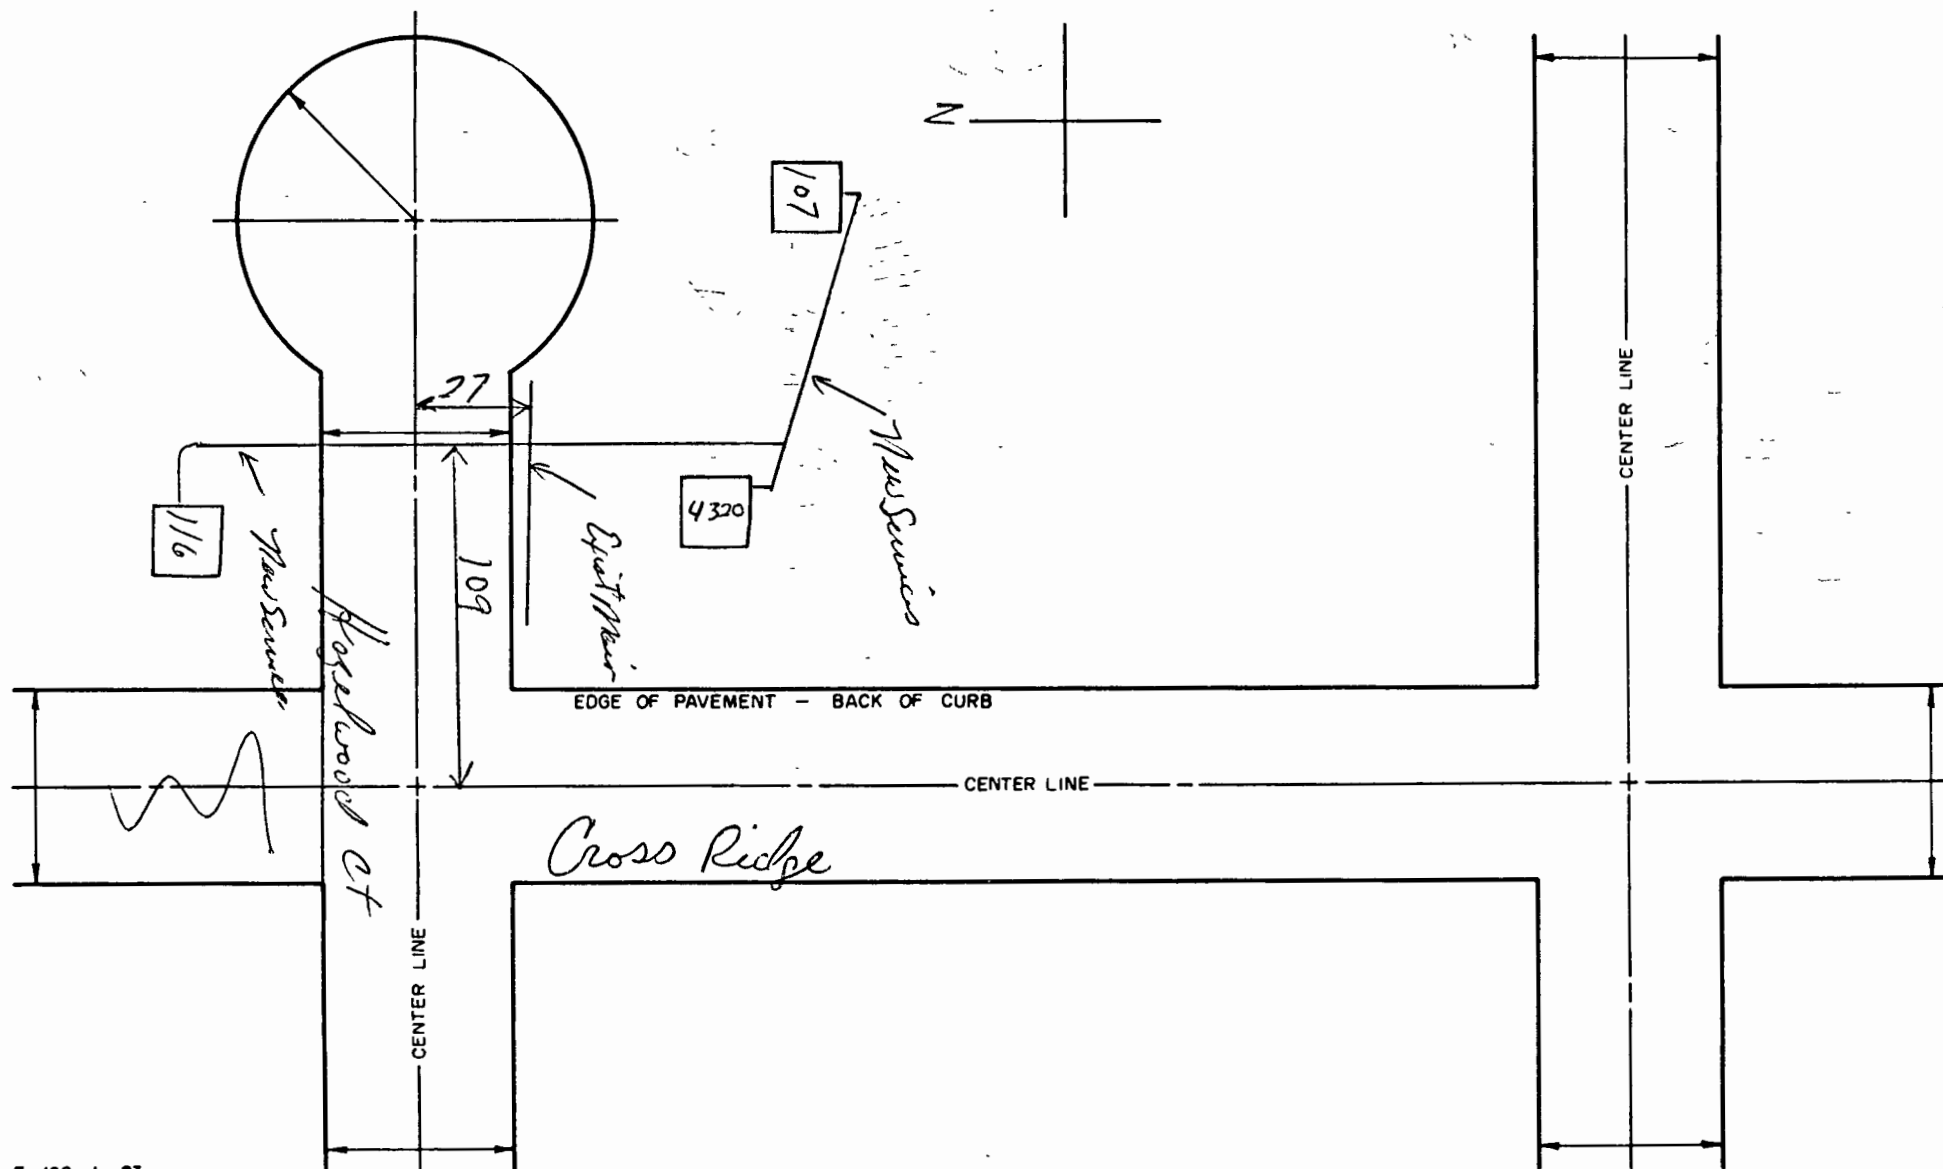 N
107
27
CENTER LINE
New Services
4320
Exist Main
116
New Service
109
Hazelwood Ct
EDGE OF PAVEMENT – BACK OF CURB
CENTER LINE
Cross Ridge
CENTER LINE